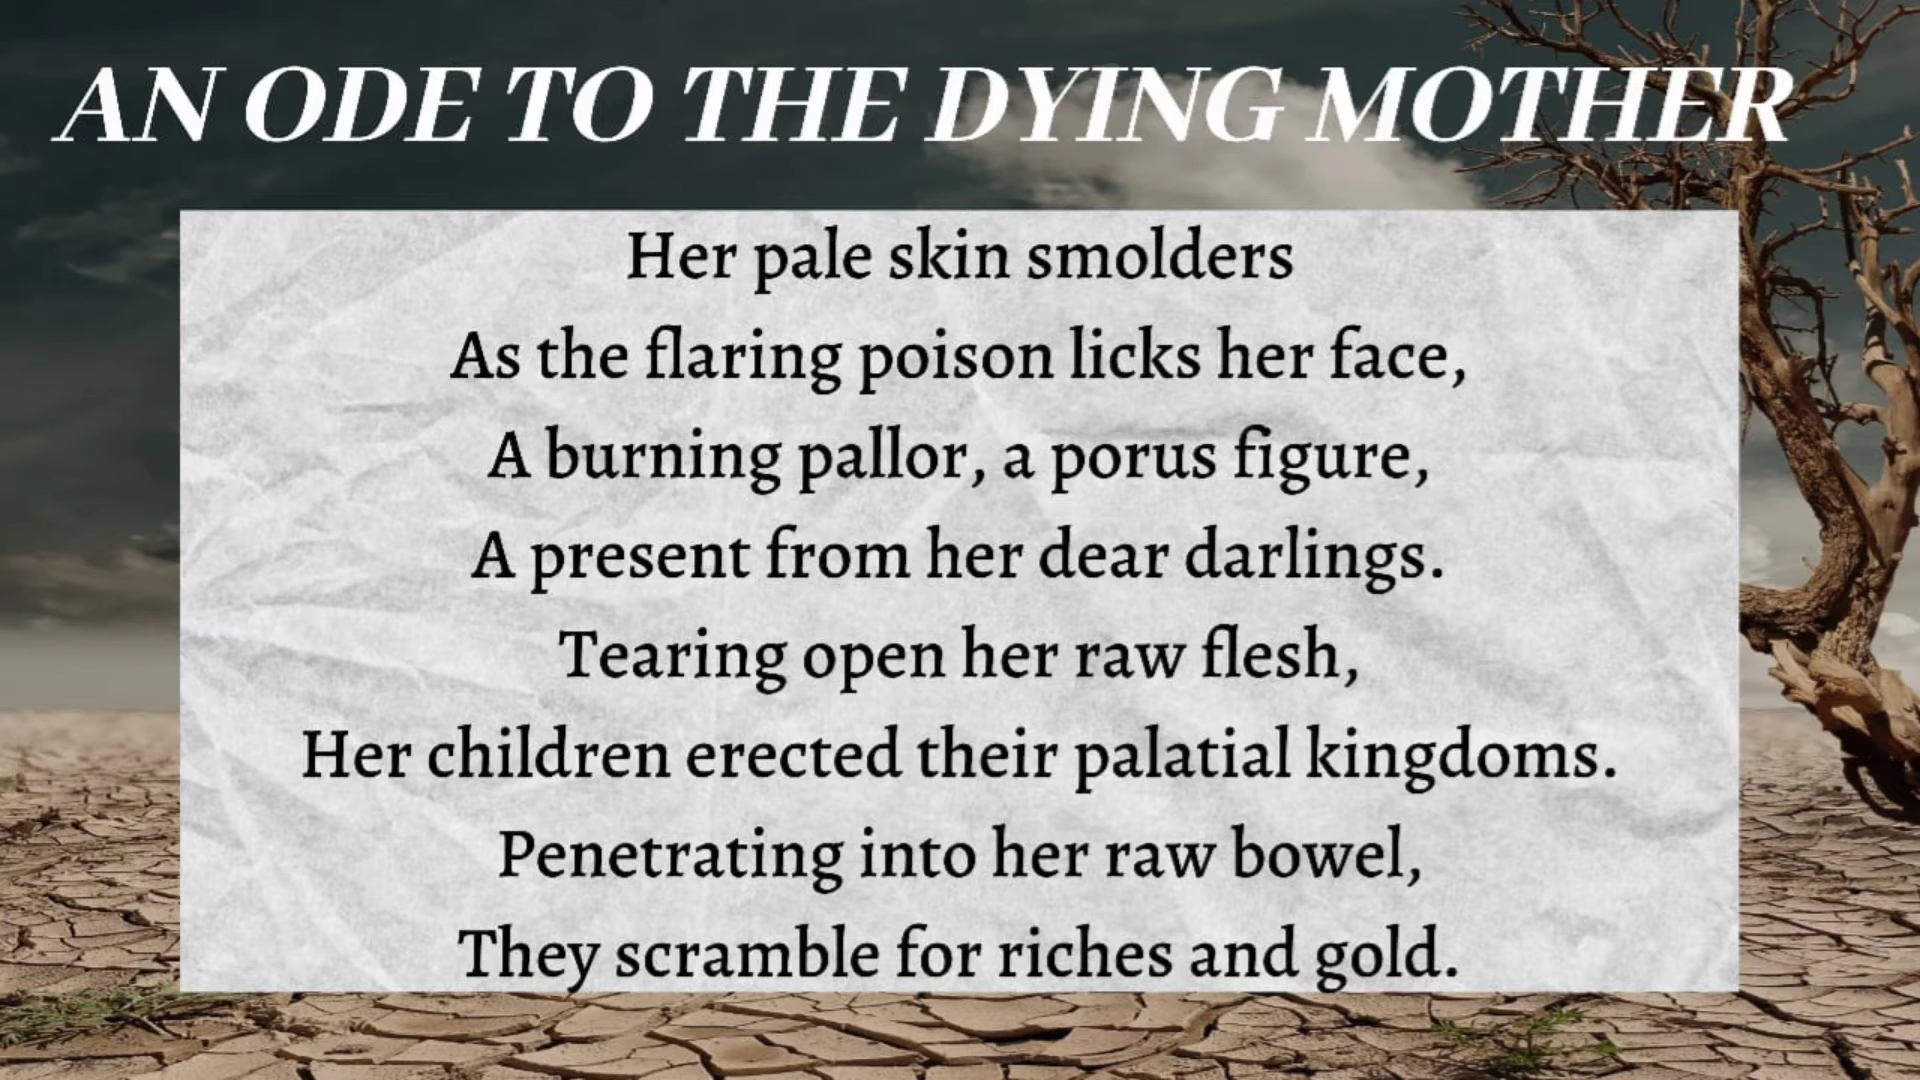 AN ODE TO THE DYING MOTHER
Her pale skin smolders
As the flaring poison licks her face,
A burning pallor, a porus figure,
A present from her dear darlings.
Tearing open her raw flesh,
Her children erected their palatial kingdoms.
Penetrating into her raw bowel,
They scramble for riches and gold.